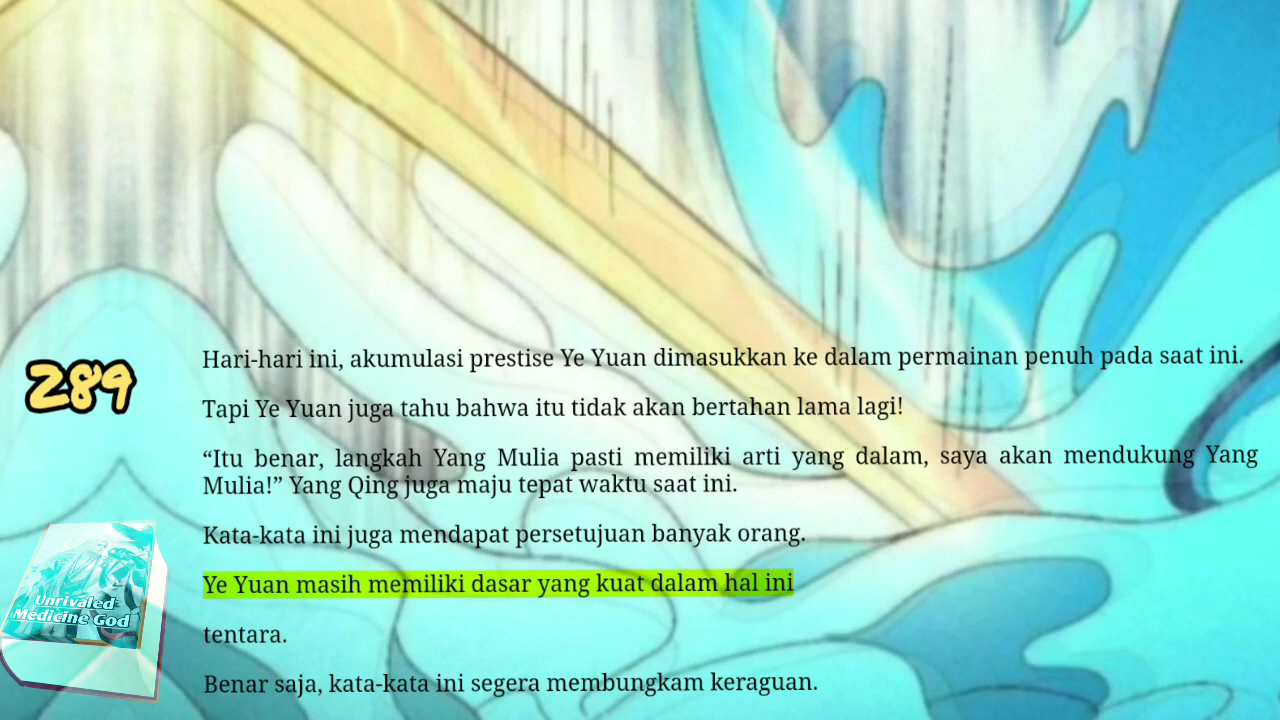 Hari-hari ini, akumulasi prestise Ye Yuan dimasukkan ke dalam permainan penuh pada saat ini.
289
Tapi Ye Yuan juga tahu bahwa itu tidak akan bertahan lama lagi!
“Itu benar, langkah Yang Mulia pasti memiliki arti yang dalam, saya akan mendukung Yang
Mulia!” Yang Qing juga maju tepat waktu saat ini.
Kata-kata ini juga mendapat persetujuan banyak orang.
Ye Yuan masih memiliki dasar yang kuat dalam hal ini
Unrivaled
Medicine God
tentara.
Benar saja, kata-kata ini segera membungkam keraguan.